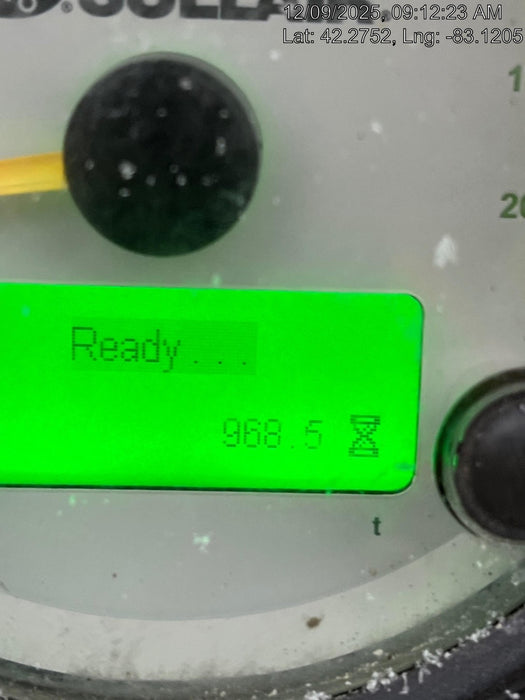 12/09/2025, 09:12:23 AM
Lat: 42.2752, Lng: -83.1205
Ready...
968.5
t